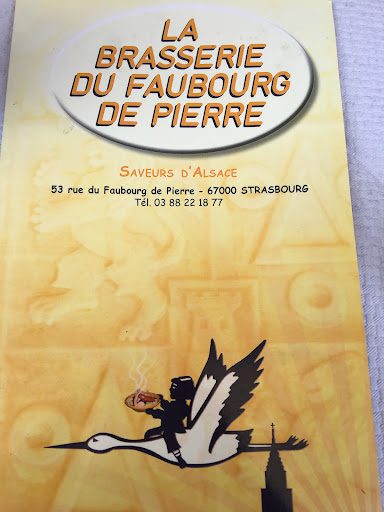 LA
BRASSERIE
DU FAUBOURG
DE PIERRE
SAVEURS D'ALSACE
53 rue du Faubourg de Pierre - 67000 STRASBOURG
Tél. 03 88 22 18 77